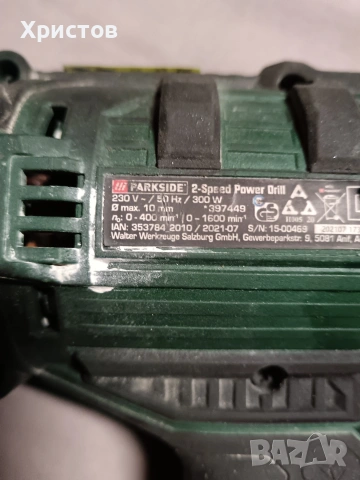 Христов
PARKSIDE® 2-Speed Power Drill
230 V~ / 50 Hz / 300 W
Ø max. 10 mm *397449
n₀: 0 - 400 min⁻¹ 0 - 1600 min⁻¹
IAN: 353784_2010 / 2021-07 S/N: 15-00469
Walter Werkzeuge Salzburg GmbH, Gewerbeparkstr. 9, 5081 Anif,
BAZAR